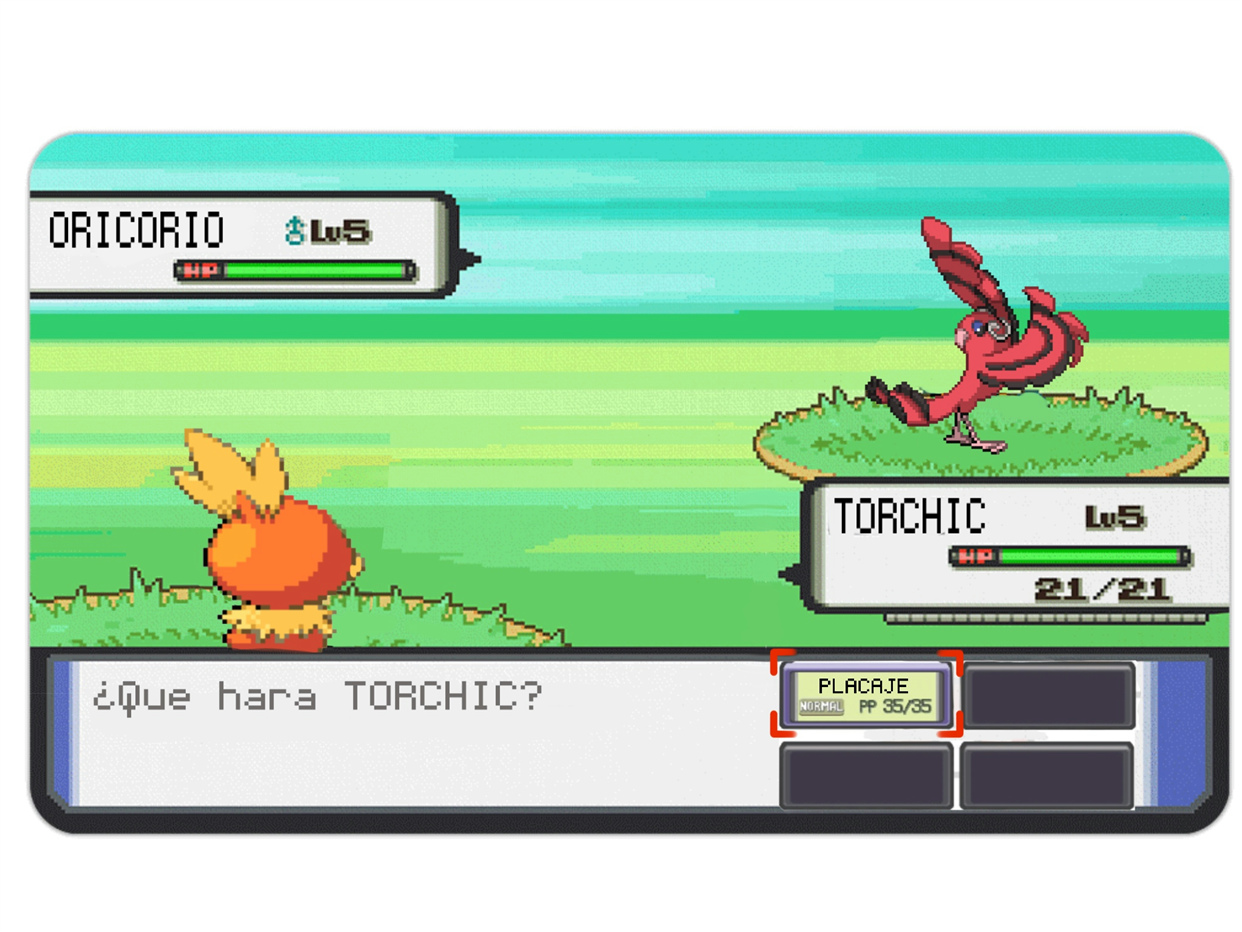 ORICORIO ♂Lv5
HP
TORCHIC Lv5
HP
21/21
¿Que hara TORCHIC?
PLACAJE
NORMAL PP 35/35